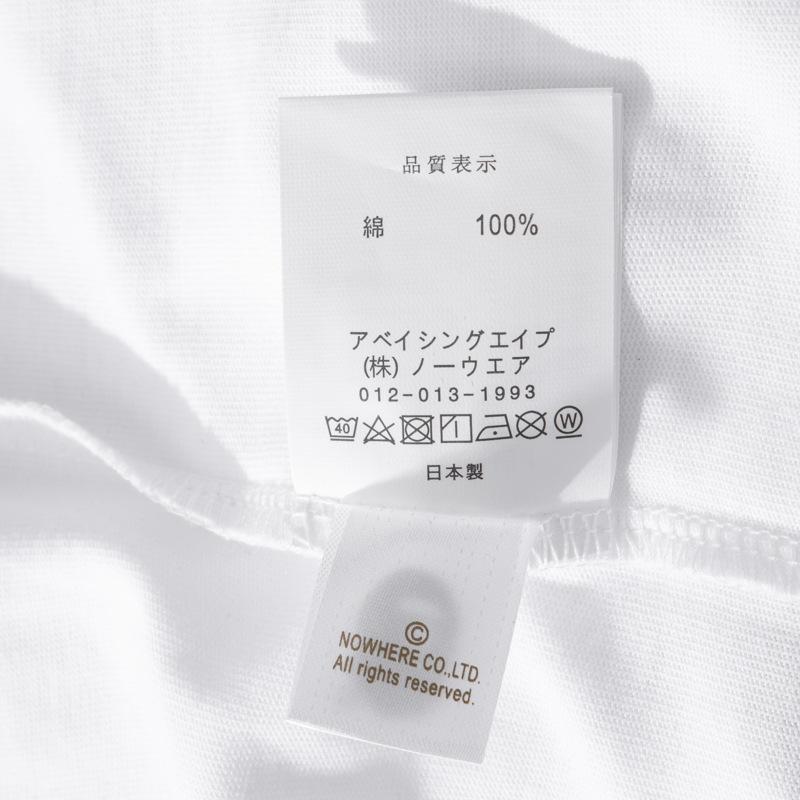 品質表示
綿 100%
アベイシングエイプ
(株) ノーウエア
012-013-1993
40 W
日本製
©
NOWHERE CO.,LTD.
All rights reserved.